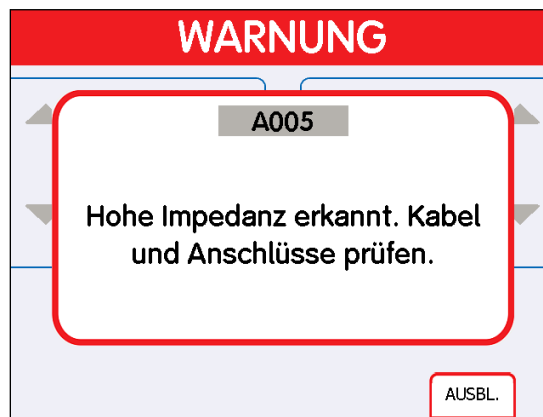 WARNUNG
A005
Hohe Impedanz erkannt. Kabel
und Anschlüsse prüfen.
AUSBL.